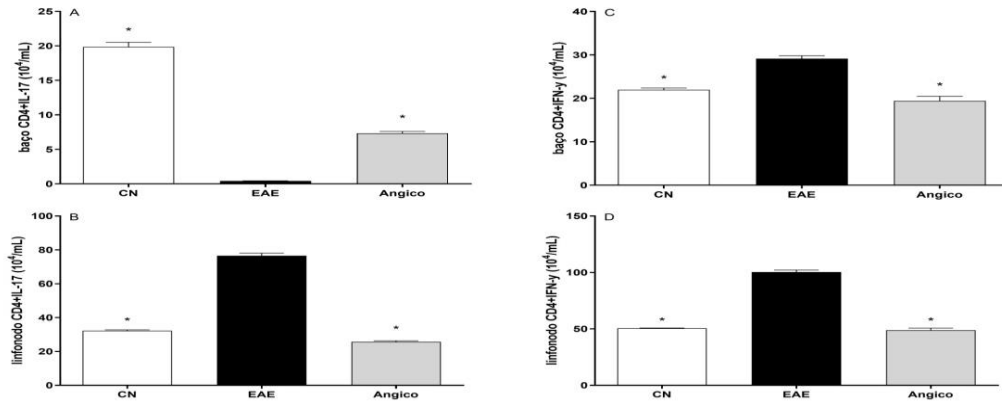 A
baço CD4+IL-17 (10⁴/mL)
25
20
15
10
5
0
*
*
CN
EAE
Angico
B
linfonodo CD4+IL-17 (10⁴/mL)
100
80
60
40
20
0
*
*
CN
EAE
Angico
C
baço CD4+IFN-y (10⁴/mL)
40
30
20
10
0
*
*
CN
EAE
Angico
D
linfonodo CD4+IFN-y (10⁴/mL)
150
100
50
0
*
*
CN
EAE
Angico